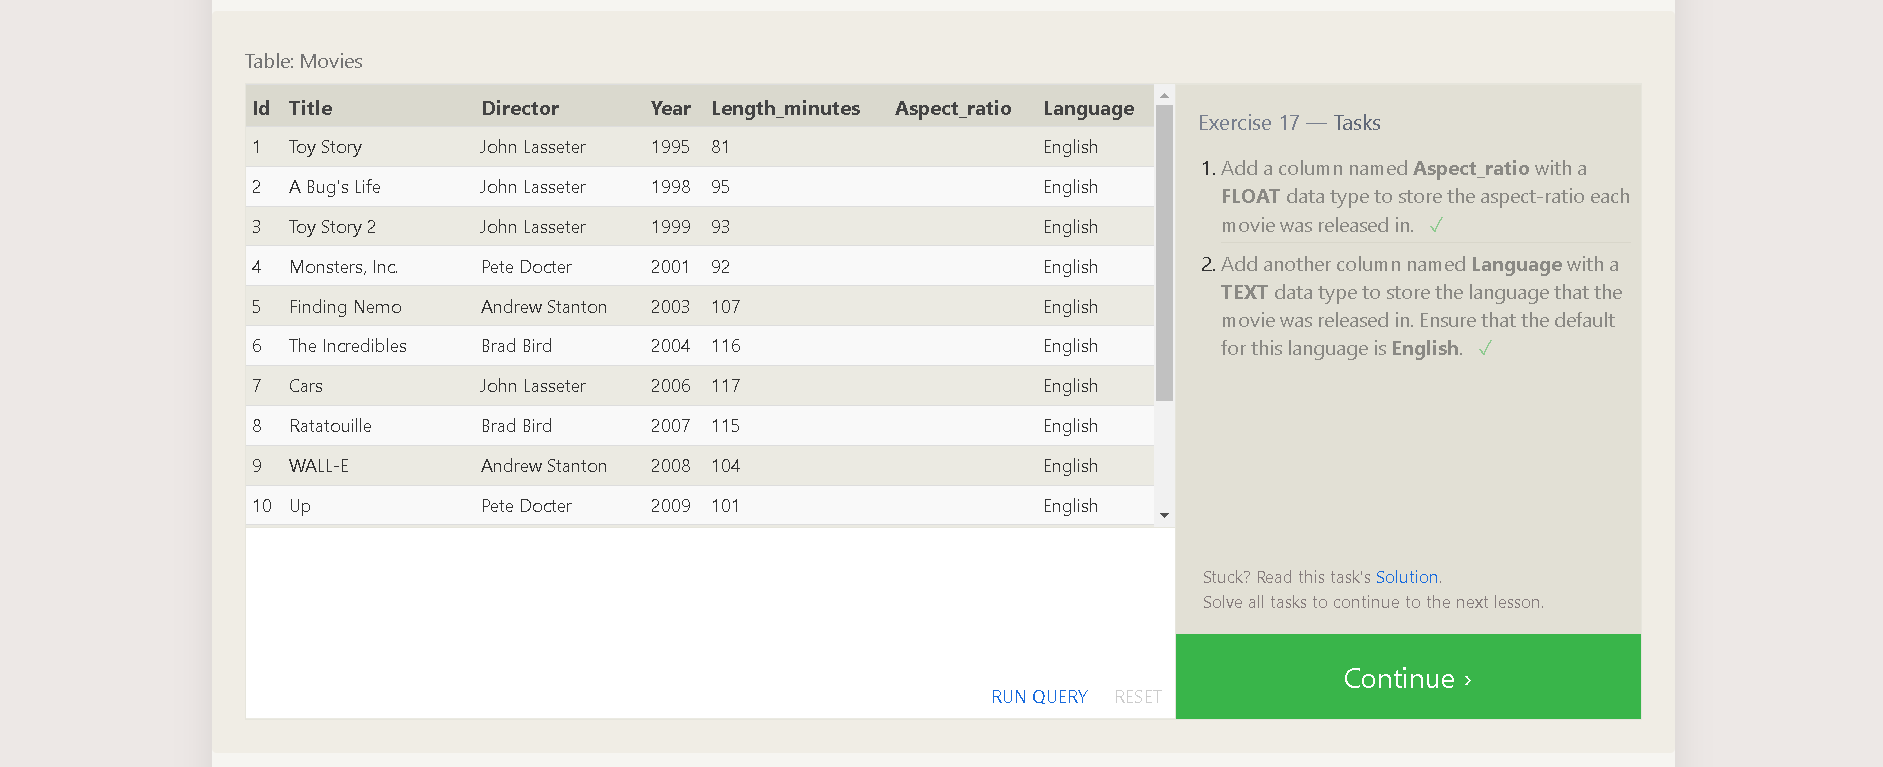 Table: Movies
Id Title Director Year Length_minutes Aspect_ratio Language
1 Toy Story John Lasseter 1995 81 English
2 A Bug's Life John Lasseter 1998 95 English
3 Toy Story 2 John Lasseter 1999 93 English
4 Monsters, Inc. Pete Docter 2001 92 English
5 Finding Nemo Andrew Stanton 2003 107 English
6 The Incredibles Brad Bird 2004 116 English
7 Cars John Lasseter 2006 117 English
8 Ratatouille Brad Bird 2007 115 English
9 WALL-E Andrew Stanton 2008 104 English
10 Up Pete Docter 2009 101 English
RUN QUERY RESET
Exercise 17 — Tasks
1. Add a column named Aspect_ratio with a
FLOAT data type to store the aspect-ratio each
movie was released in. ✓
2. Add another column named Language with a
TEXT data type to store the language that the
movie was released in. Ensure that the default
for this language is English. ✓
Stuck? Read this task's Solution.
Solve all tasks to continue to the next lesson.
Continue ›